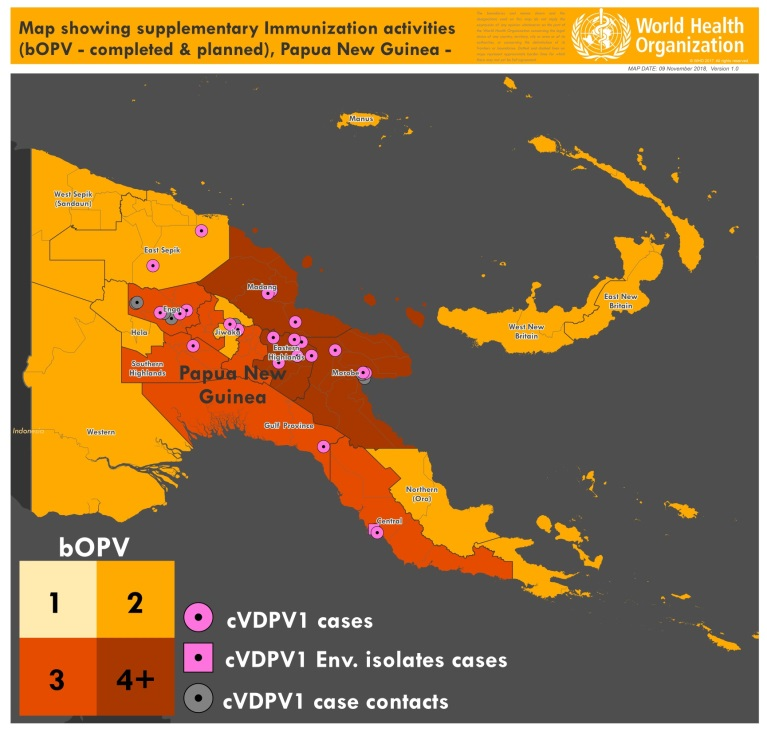 Map showing supplementary Immunization activities
(bOPV - completed & planned), Papua New Guinea -
World Health
Organization
MAP DATE: 09 November 2018, Version 1.0
Manus
West Sepik
(Sandaun)
East Sepik
Madang
Enga
Hela
Jiwaka
Eastern
Highlands
Morobe
Southern
Highlands
Papua New
Guinea
East New
Britain
West New
Britain
Gulf Province
Western
Northern
(Oro)
Central
bOPV
1
2
3
4+
cVDPV1 cases
cVDPV1 Env. isolates cases
cVDPV1 case contacts